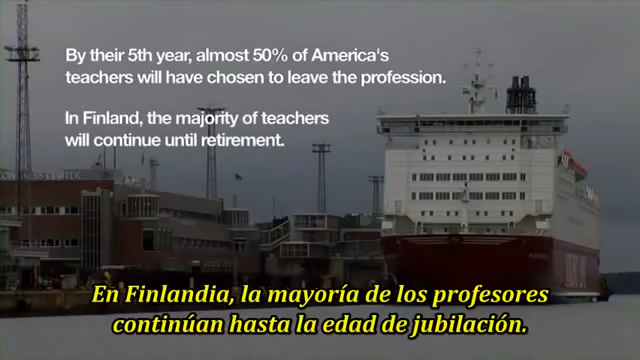 By their 5th year, almost 50% of America's
teachers will have chosen to leave the profession.
In Finland, the majority of teachers
will continue until retirement.
En Finlandia, la mayoría de los profesores
continúan hasta la edad de jubilación.